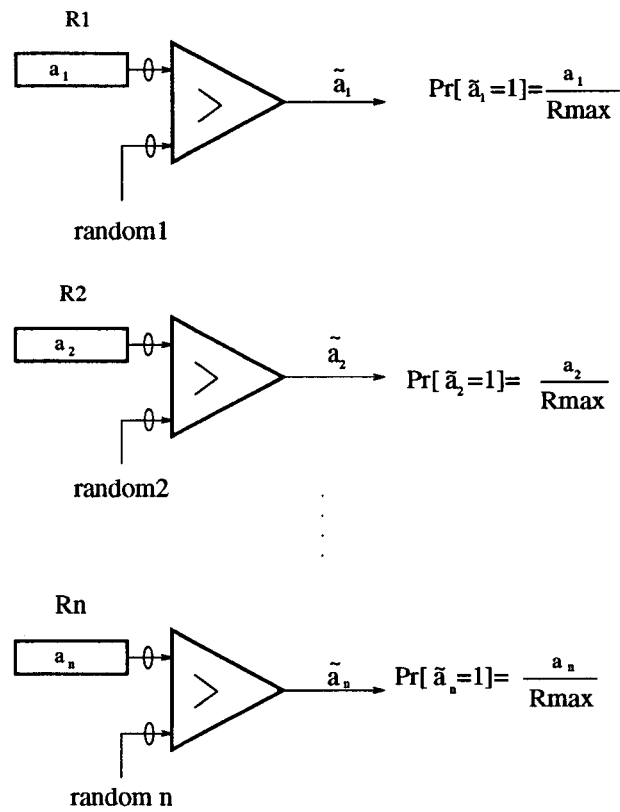 R1
a₁
>
ã₁
Pr[ ã₁=1]= a₁
Rmax
random1
R2
a₂
>
ã₂
Pr[ ã₂=1]= a₂
Rmax
random2
Rn
aₙ
>
ãₙ
Pr[ ãₙ=1]= aₙ
Rmax
random n